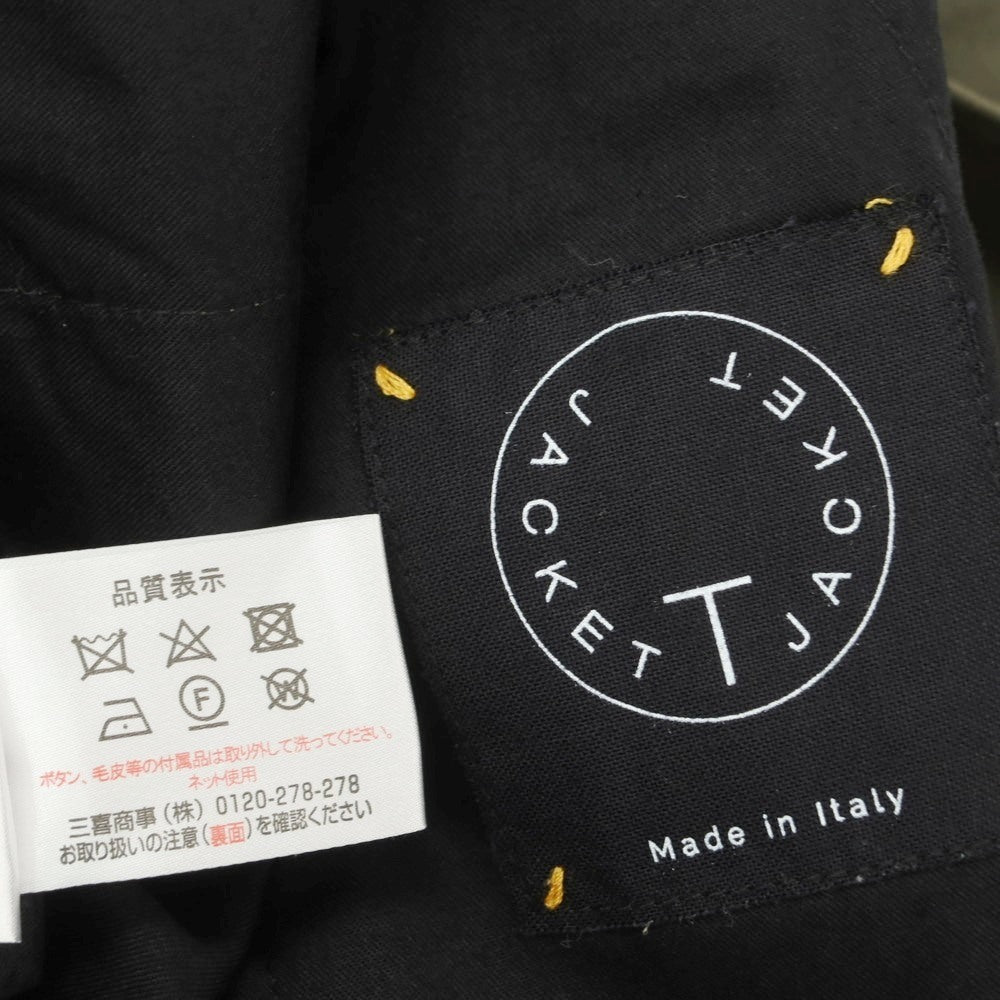 JACKET
T
JACKET
Made in Italy
品質表示
F
W
ボタン、毛皮等の付属品は取り外して洗ってください。
ネット使用
三喜商事（株）0120-278-278
お取り扱いの注意（裏面）を確認ください